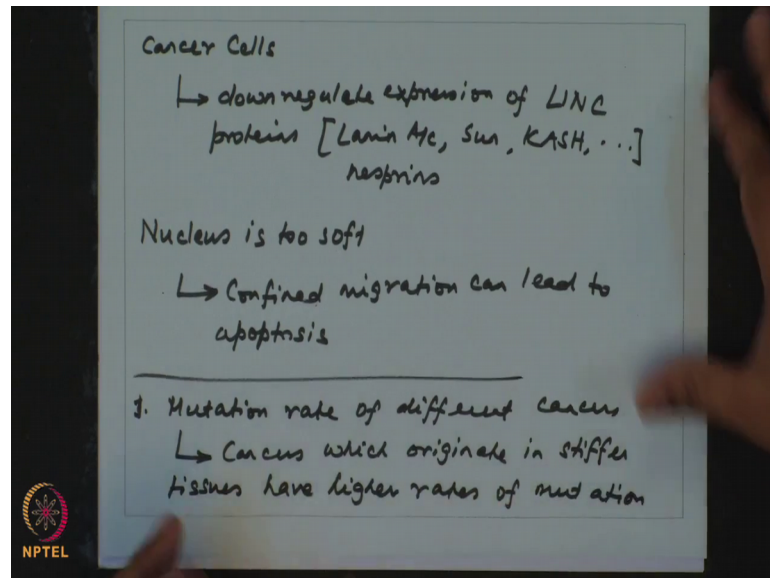 Cancer Cells
↳ downregulate expression of LINC
proteins [Lamin A/c, Sun, KASH, ...]
nesprins
Nucleus is too soft
↳ Confined migration can lead to
apoptosis
1. Mutation rate of different cancers
↳ Cancers which originate in stiffer
tissues have higher rates of mutation
NPTEL